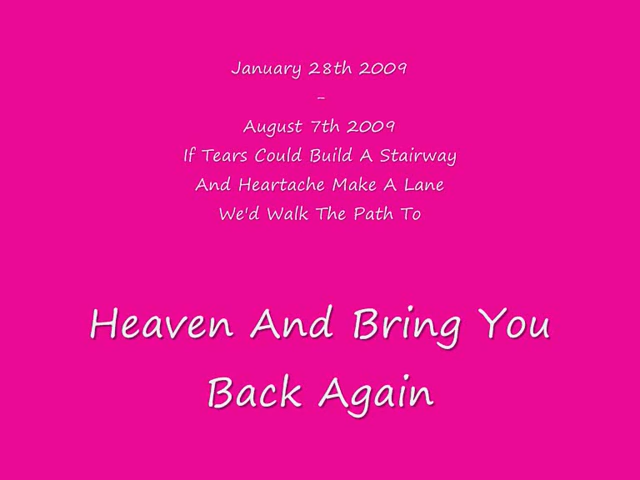 January 28th 2009
-
August 7th 2009
If Tears Could Build A Stairway
And Heartache Make A Lane
We'd Walk The Path To
Heaven And Bring You
Back Again